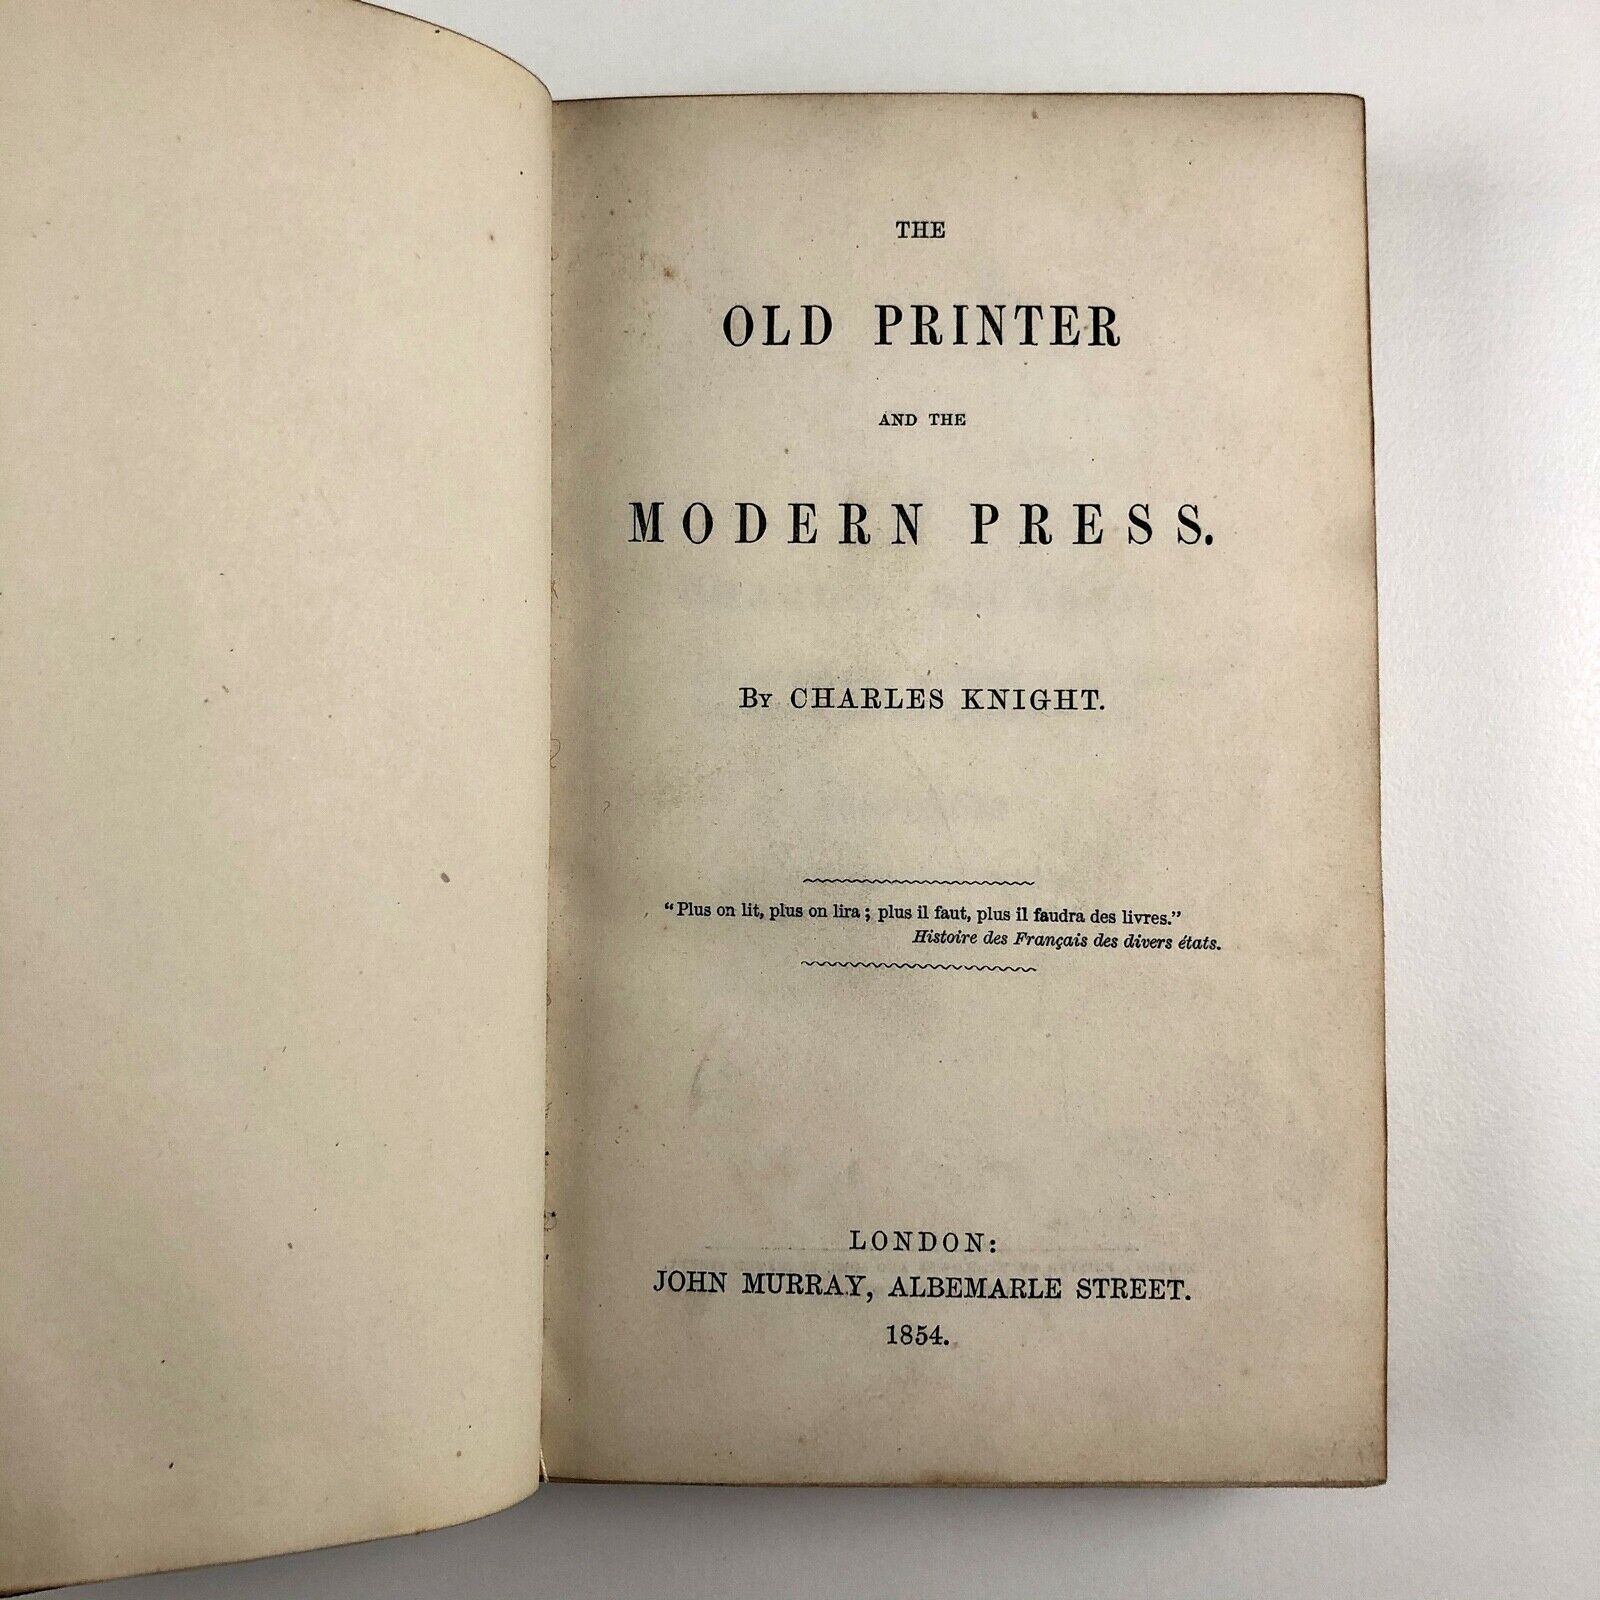 THE
OLD PRINTER
AND THE
MODERN PRESS.
BY CHARLES KNIGHT.
“Plus on lit, plus on lira; plus il faut, plus il faudra des livres.”
Histoire des Français des divers états.
LONDON:
JOHN MURRAY, ALBEMARLE STREET.
1854.